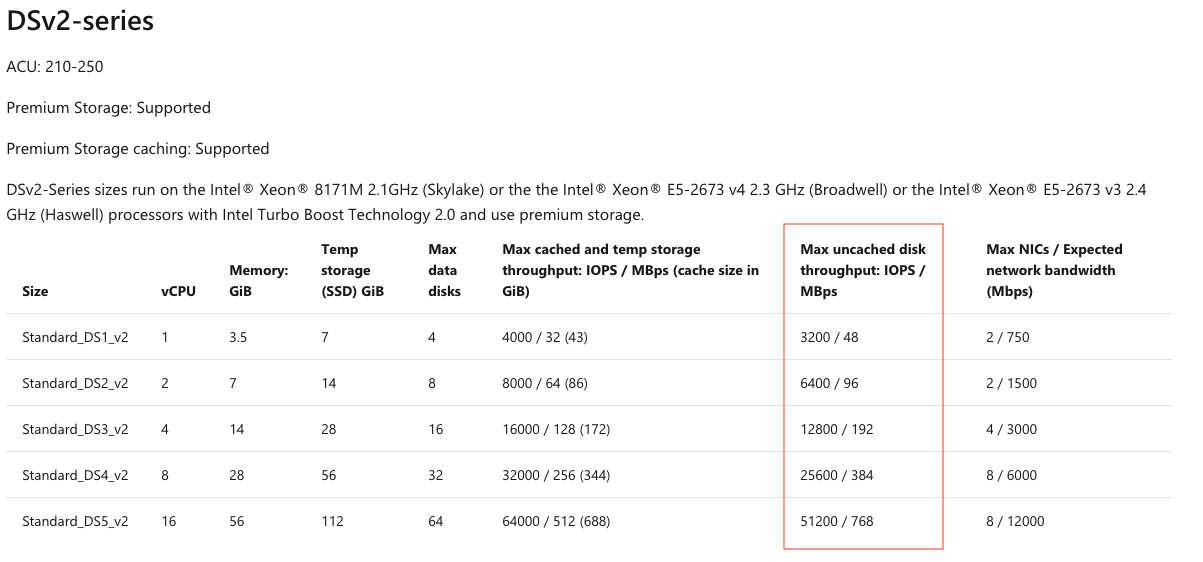 DSv2-series
ACU: 210-250
Premium Storage: Supported
Premium Storage caching: Supported
DSv2-Series sizes run on the Intel® Xeon® 8171M 2.1GHz (Skylake) or the the Intel® Xeon® E5-2673 v4 2.3 GHz (Broadwell) or the Intel® Xeon® E5-2673 v3 2.4
GHz (Haswell) processors with Intel Turbo Boost Technology 2.0 and use premium storage.
Size vCPU Memory: GiB Temp storage (SSD) GiB Max data disks Max cached and temp storage throughput: IOPS / MBps (cache size in GiB) Max uncached disk throughput: IOPS / MBps Max NICs / Expected network bandwidth (Mbps)
Standard_DS1_v2 1 3.5 7 4 4000 / 32 (43) 3200 / 48 2 / 750
Standard_DS2_v2 2 7 14 8 8000 / 64 (86) 6400 / 96 2 / 1500
Standard_DS3_v2 4 14 28 16 16000 / 128 (172) 12800 / 192 4 / 3000
Standard_DS4_v2 8 28 56 32 32000 / 256 (344) 25600 / 384 8 / 6000
Standard_DS5_v2 16 56 112 64 64000 / 512 (688) 51200 / 768 8 / 12000